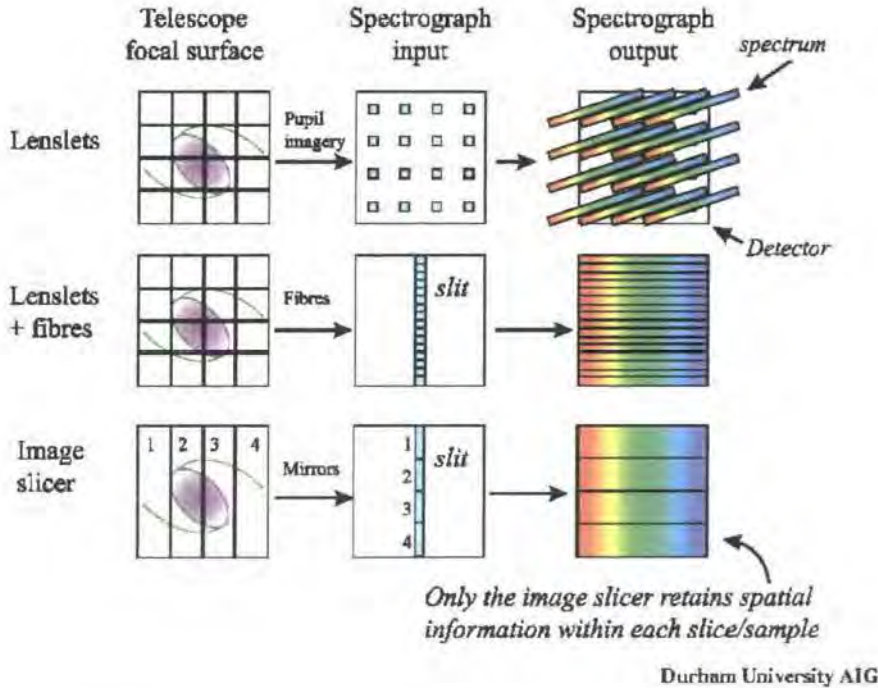 Telescope
focal surface
Spectrograph
input
Spectrograph
output
spectrum
Lenslets
Pupil
imagery
Detector
Lenslets
+ fibres
Fibres
slit
Image
slicer
1 2 3 4
Mirrors
1
2
3
4
slit
Only the image slicer retains spatial
information within each slice/sample
Durham University AIG